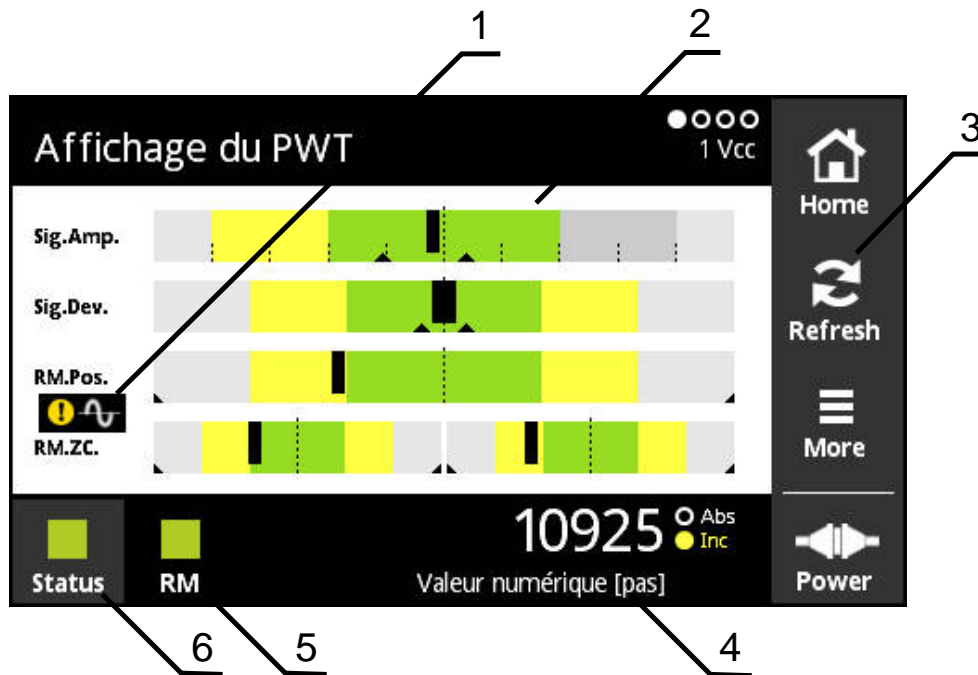 1
2
3
Affichage du PWT
1 Vcc
Home
Sig.Amp.
Sig.Dev.
Refresh
RM.Pos.
RM.ZC.
More
10925
Abs
Inc
Status
RM
Valeur numérique [pas]
Power
6
5
4